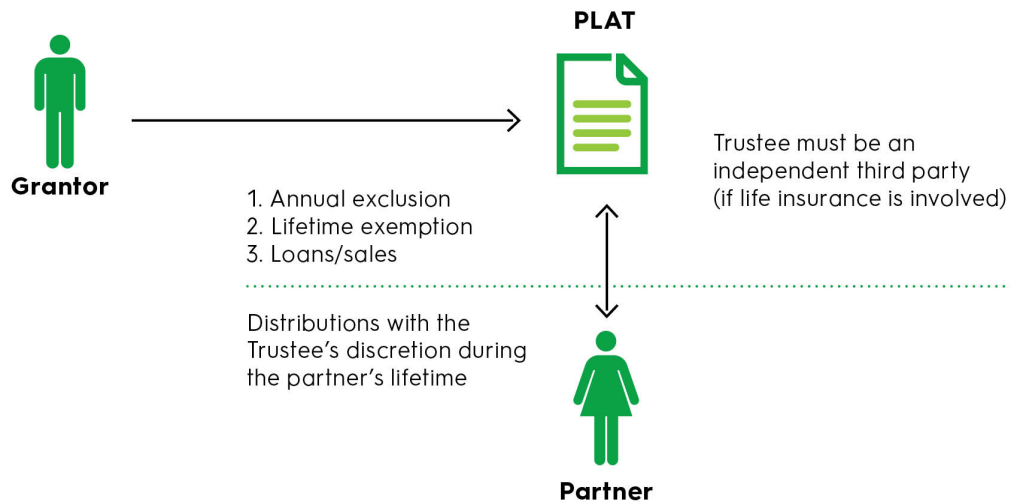 PLAT
Grantor
Trustee must be an
independent third party
(if life insurance is involved)
1. Annual exclusion
2. Lifetime exemption
3. Loans/sales
Distributions with the
Trustee’s discretion during
the partner’s lifetime
Partner